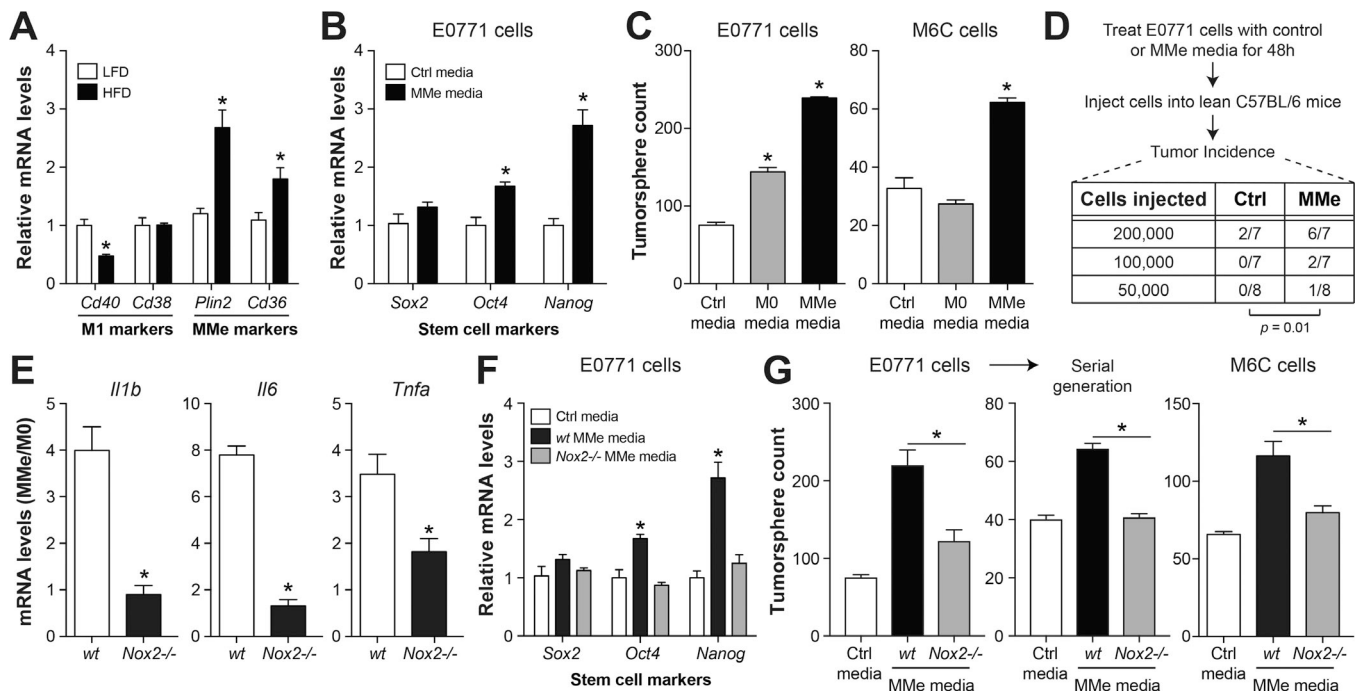 A
Relative mRNA levels
4
3
2
1
0
LFD
HFD
*
*
*
Cd40 Cd38 Plin2 Cd36
M1 markers MMe markers
B
E0771 cells
Relative mRNA levels
4
3
2
1
0
Ctrl media
MMe media
*
*
Sox2 Oct4 Nanog
Stem cell markers
C
E0771 cells
Tumorsphere count
300
200
100
0
*
*
Ctrl media M0 media MMe media
M6C cells
80
60
40
20
0
*
Ctrl media M0 media MMe media
D
Treat E0771 cells with control
or MMe media for 48h
Inject cells into lean C57BL/6 mice
Tumor Incidence
Cells injected Ctrl MMe
200,000 2/7 6/7
100,000 0/7 2/7
50,000 0/8 1/8
p = 0.01
E
mRNA levels (MMe/M0)
Il1b
5
4
3
2
1
0
*
wt Nox2-/-
Il6
10
8
6
4
2
0
*
wt Nox2-/-
Tnfa
5
4
3
2
1
0
*
wt Nox2-/-
F
E0771 cells
Relative mRNA levels
4
3
2
1
0
Ctrl media
wt MMe media
Nox2-/- MMe media
*
*
Sox2 Oct4 Nanog
Stem cell markers
G
E0771 cells
Tumorsphere count
300
200
100
0
*
Ctrl media wt Nox2-/-
MMe media
Serial
generation
80
60
40
20
0
*
Ctrl media wt Nox2-/-
MMe media
M6C cells
150
100
50
0
*
Ctrl media wt Nox2-/-
MMe media